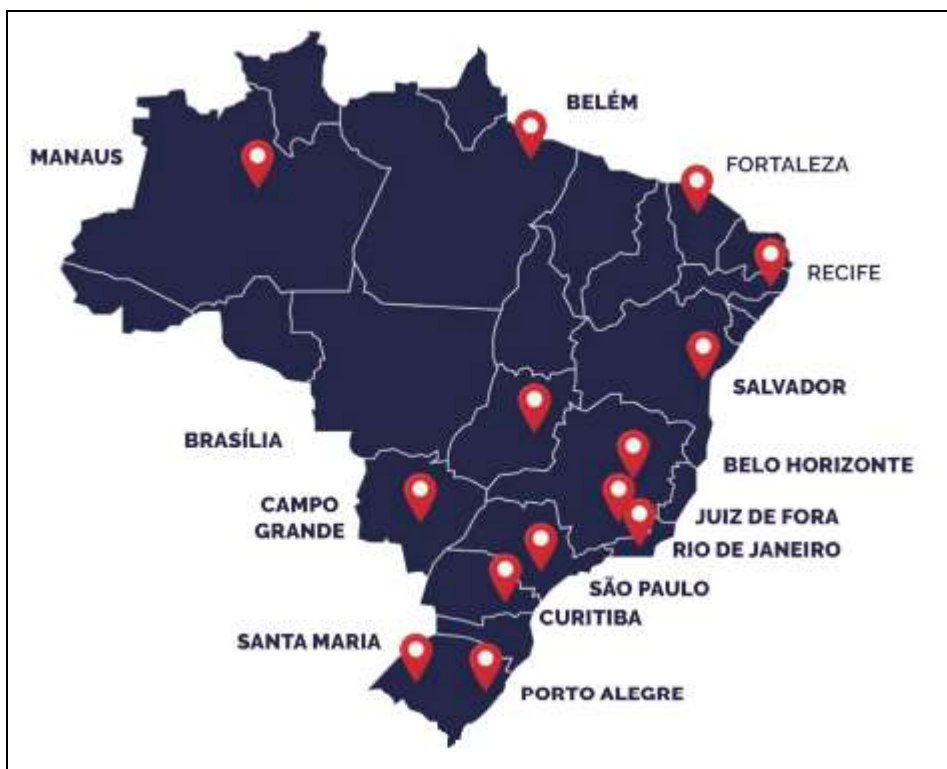 BELÉM
MANAUS
FORTALEZA
RECIFE
SALVADOR
BRASÍLIA
BELO HORIZONTE
CAMPO
GRANDE
JUIZ DE FORA
RIO DE JANEIRO
SÃO PAULO
CURITIBA
SANTA MARIA
PORTO ALEGRE